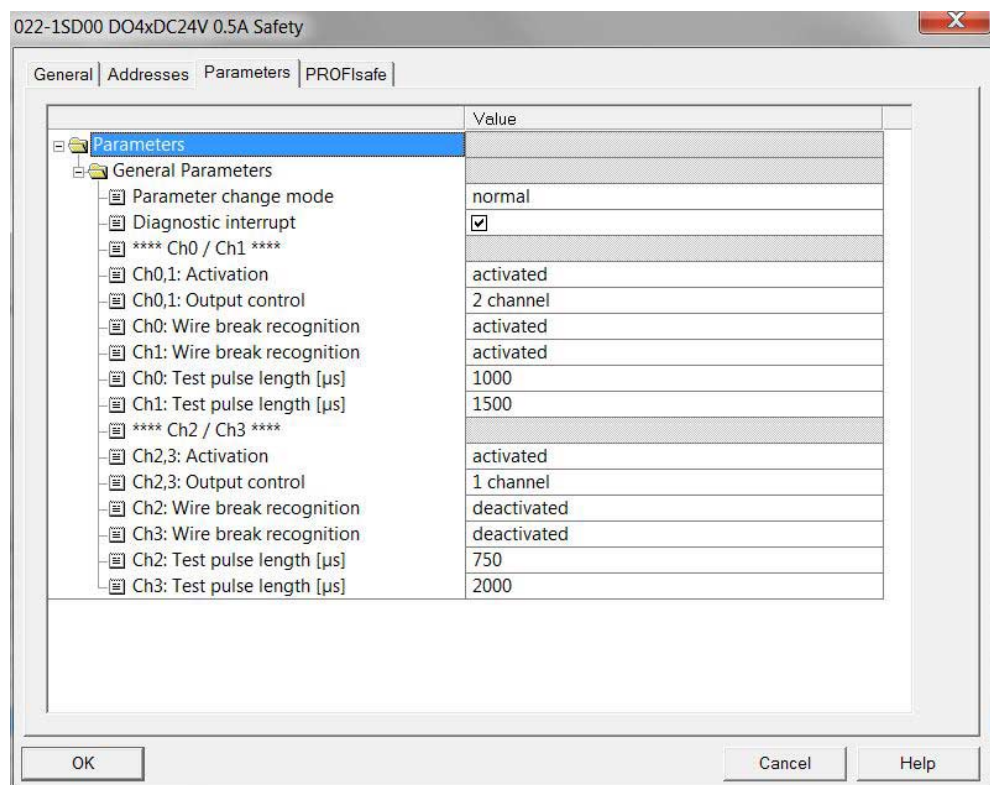 022-1SD00 DO4xDC24V 0.5A Safety
General Addresses Parameters PROFIsafe
Value
Parameters
General Parameters
Parameter change mode normal
Diagnostic interrupt
**** Ch0 / Ch1 ****
Ch0,1: Activation activated
Ch0,1: Output control 2 channel
Ch0: Wire break recognition activated
Ch1: Wire break recognition activated
Ch0: Test pulse length [µs] 1000
Ch1: Test pulse length [µs] 1500
**** Ch2 / Ch3 ****
Ch2,3: Activation activated
Ch2,3: Output control 1 channel
Ch2: Wire break recognition deactivated
Ch3: Wire break recognition deactivated
Ch2: Test pulse length [µs] 750
Ch3: Test pulse length [µs] 2000
OK Cancel Help